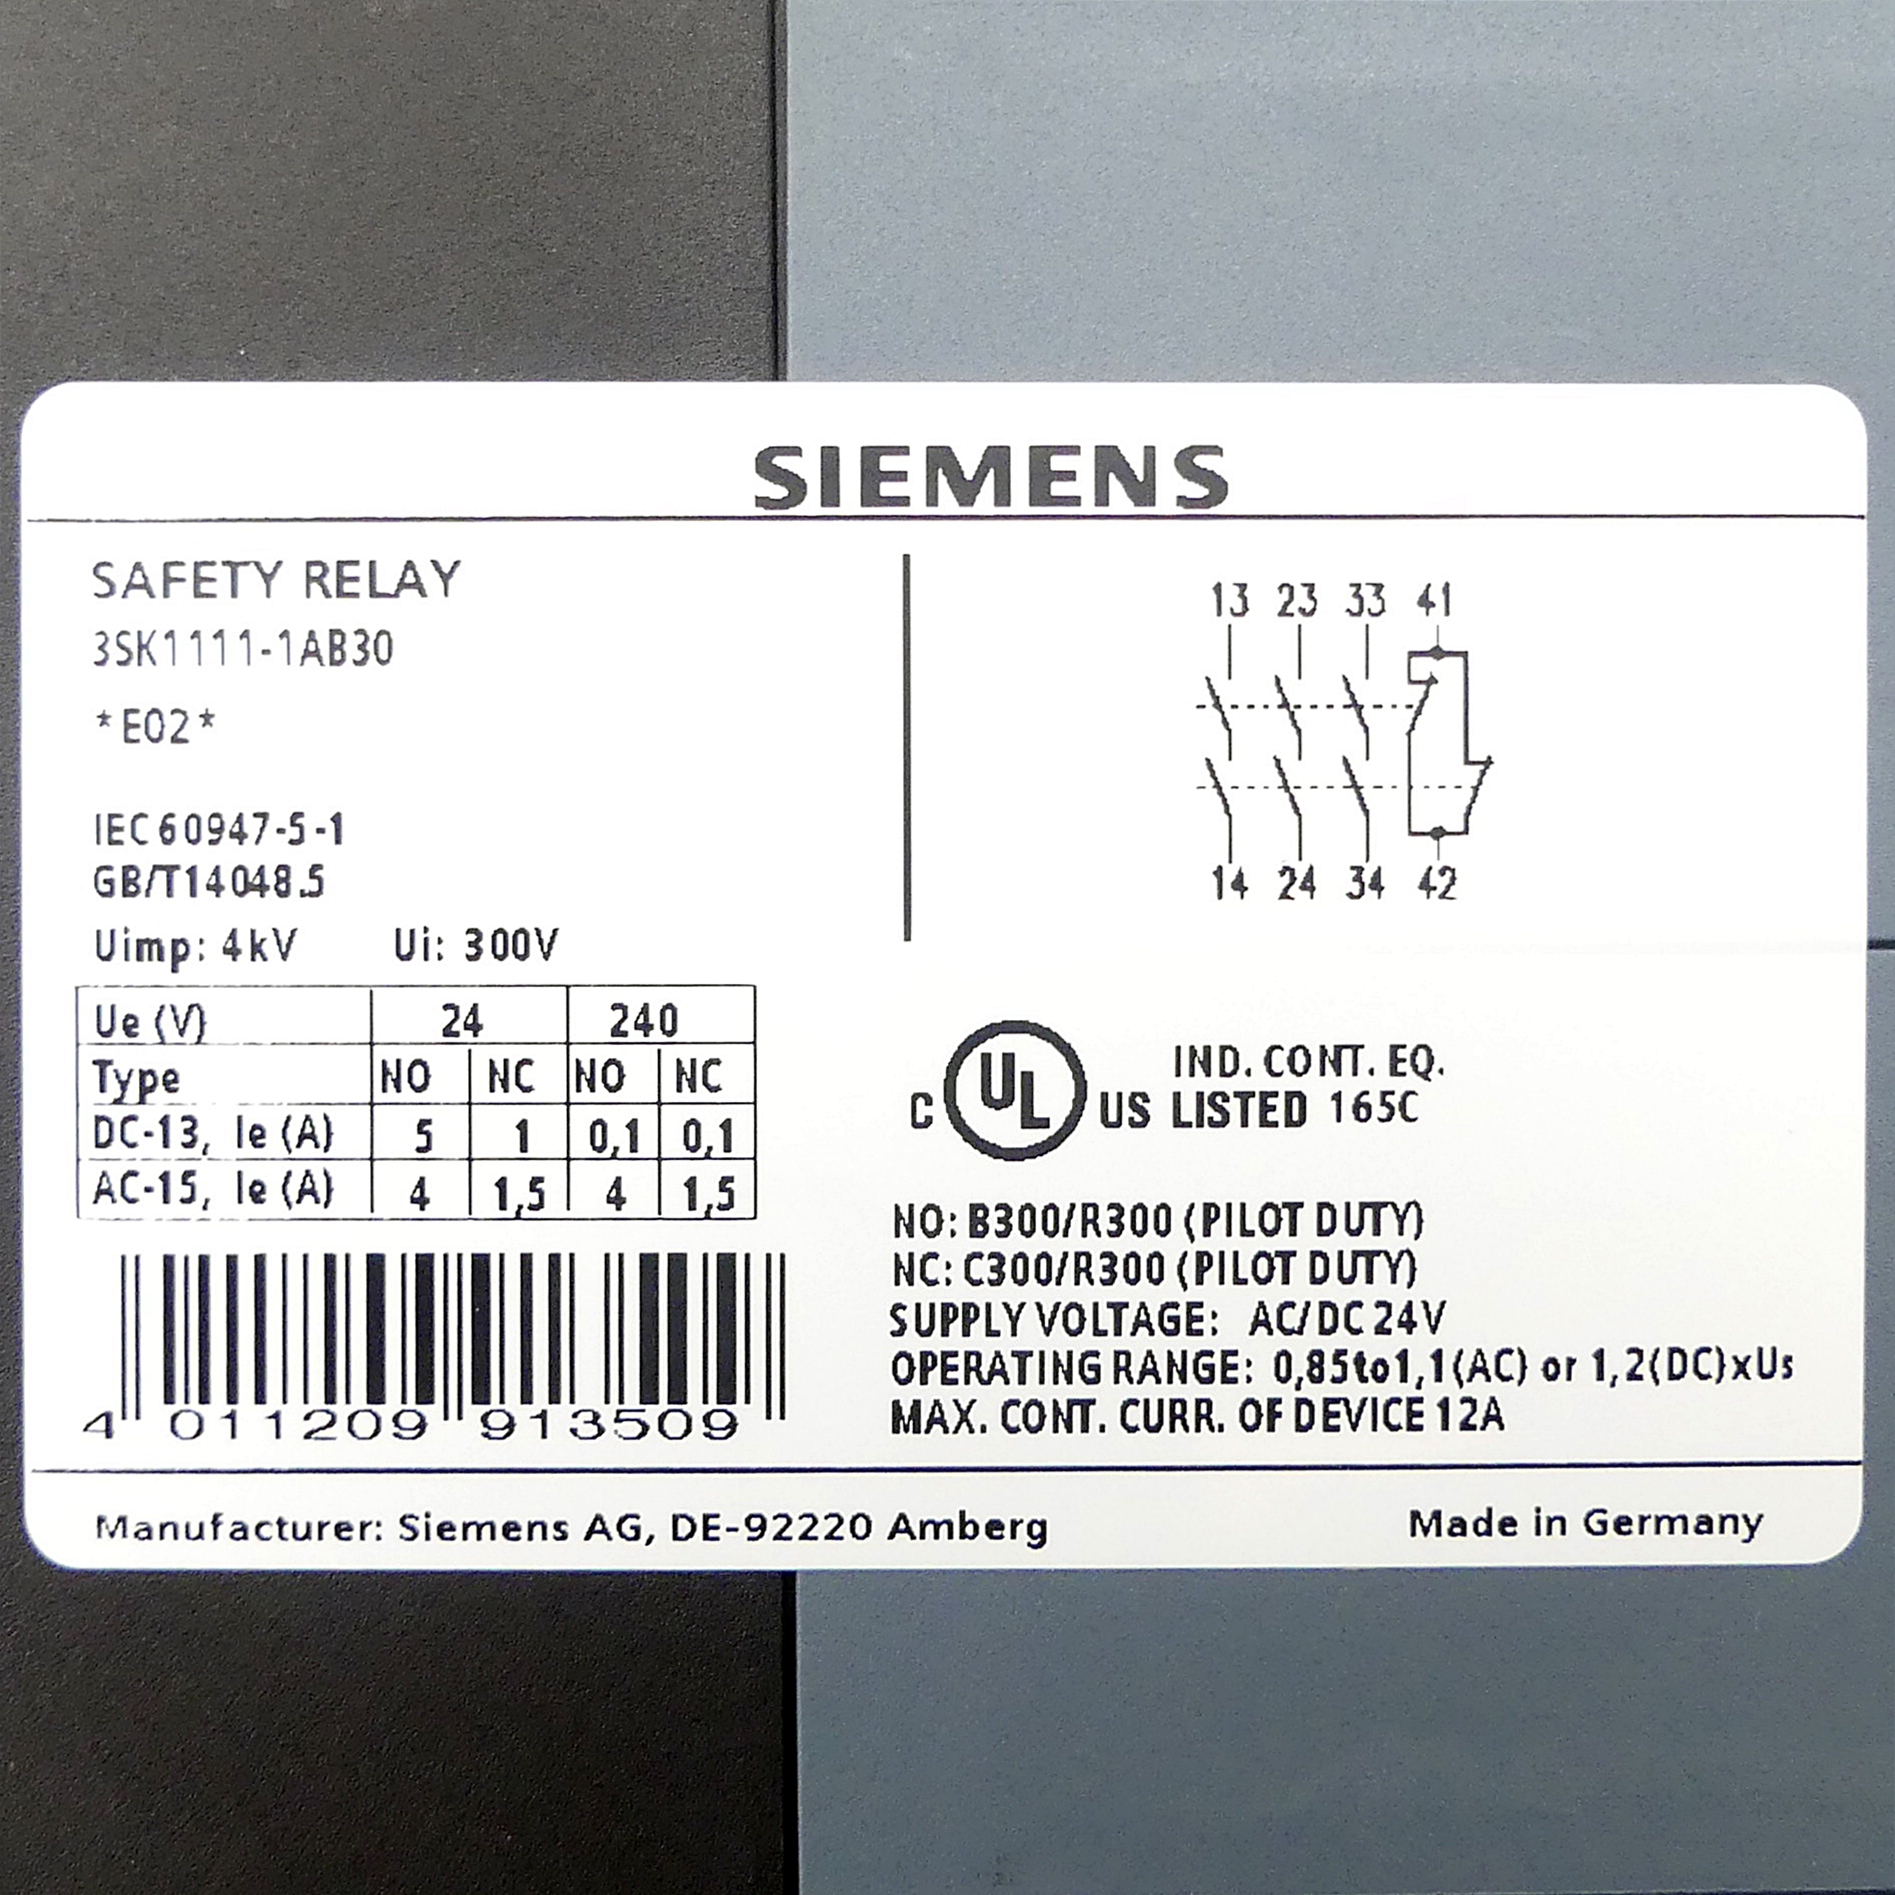 SIEMENS
SAFETY RELAY
3SK1111-1AB30
*E02*
IEC 60947-5-1
GB/T14048.5
Uimp: 4kV Ui: 300V
Ue (V) 24 240
Type NO NC NO NC
DC-13, Ie (A) 5 1 0,1 0,1
AC-15, Ie (A) 4 1,5 4 1,5
4 011209 913509
13 23 33 41
14 24 34 42
C UL US IND. CONT. EQ.
LISTED 165C
NO: B300/R300 (PILOT DUTY)
NC: C300/R300 (PILOT DUTY)
SUPPLY VOLTAGE: AC/DC 24V
OPERATING RANGE: 0,85to1,1(AC) or 1,2(DC)xUs
MAX. CONT. CURR. OF DEVICE 12A
Manufacturer: Siemens AG, DE-92220 Amberg
Made in Germany